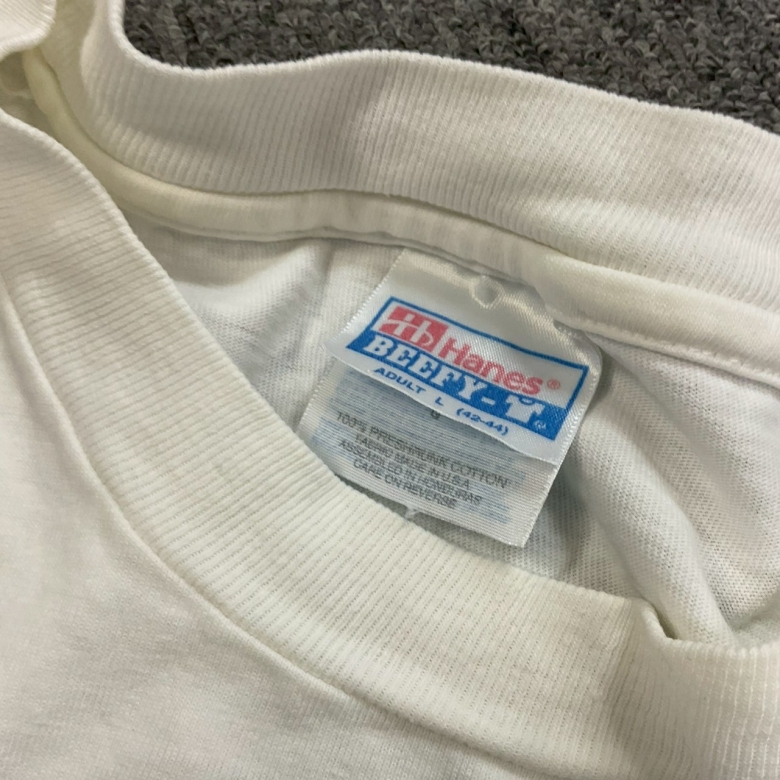 Hanes®
BEEFY-T®
ADULT L (42-44)
100% PRESHRUNK COTTON
FABRIC MADE IN U.S.A
ASSEMBLED IN HONDURAS
CARE ON REVERSE